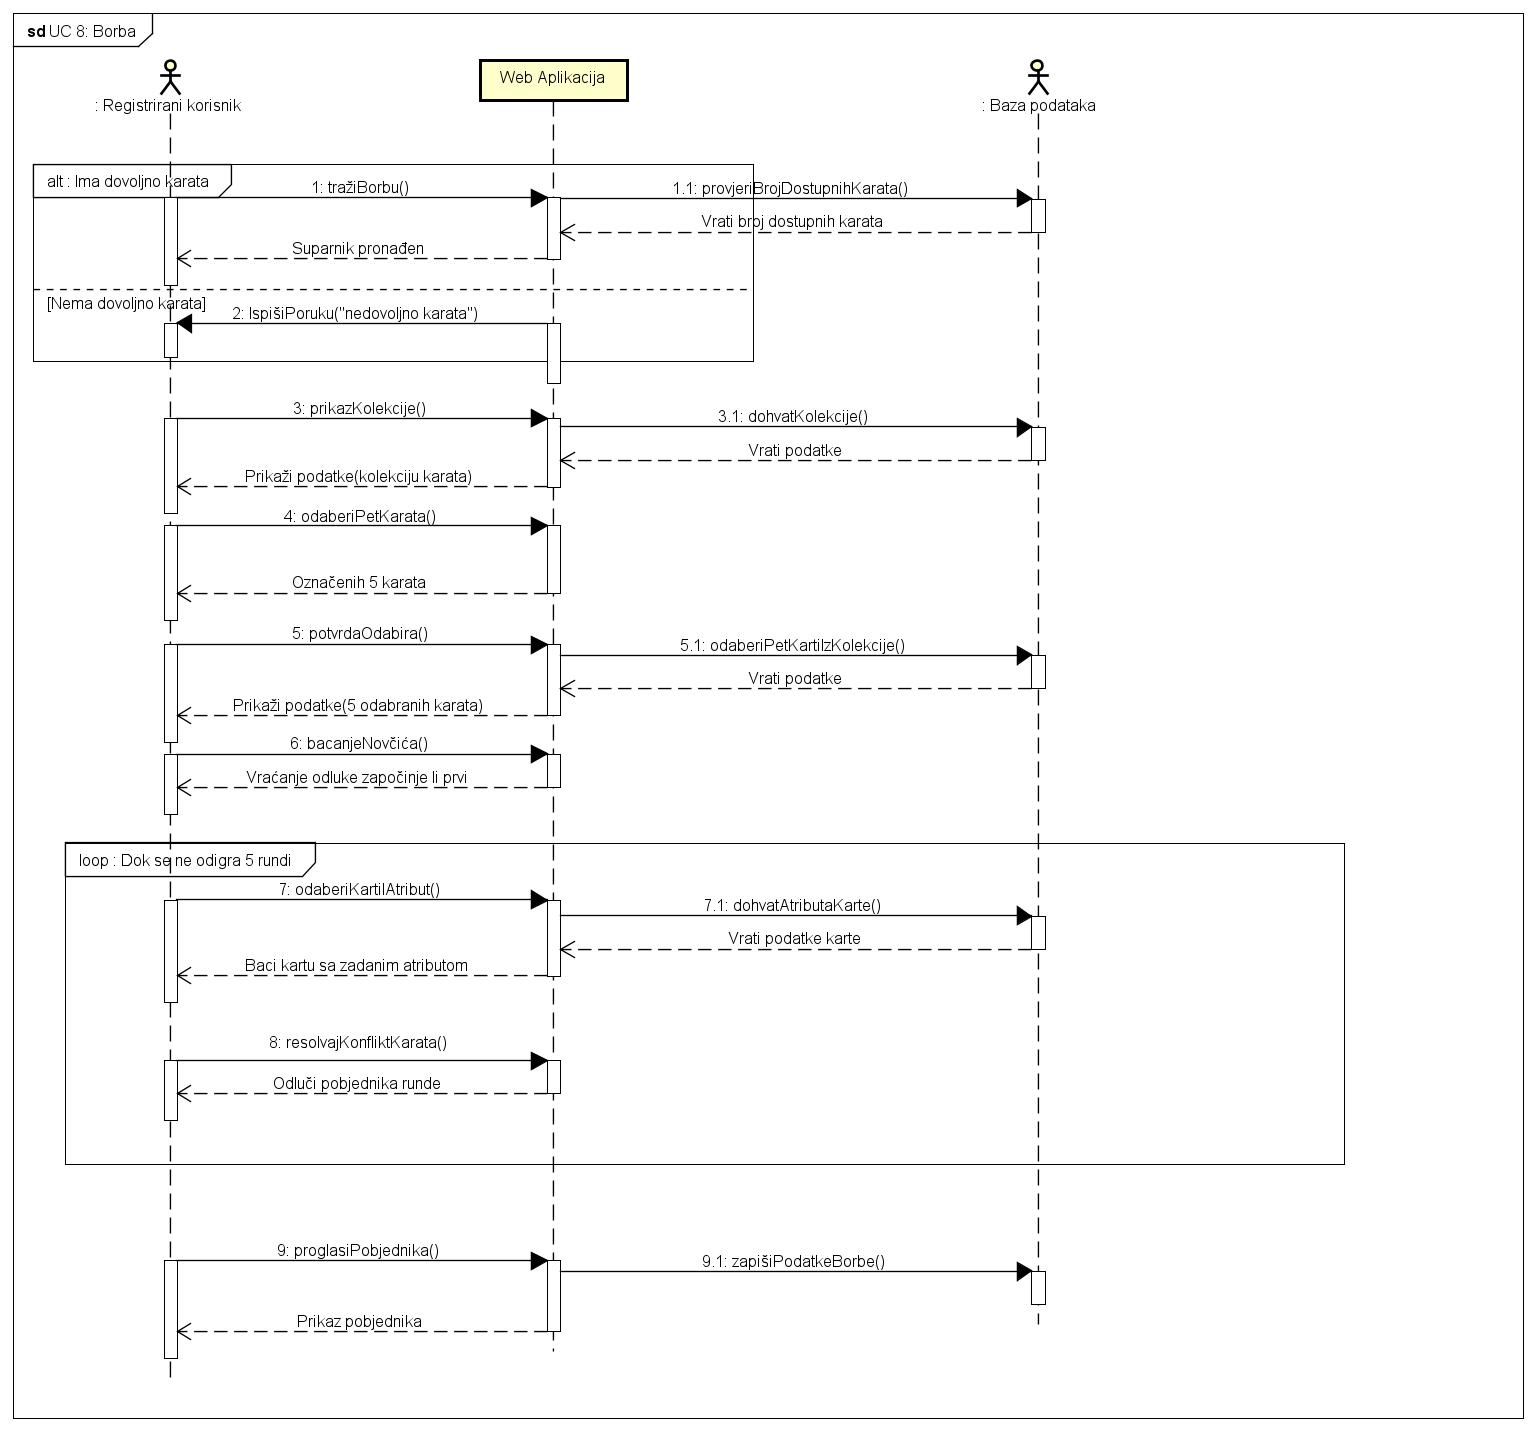 sd UC 8: Borba
: Registrirani korisnik
Web Aplikacija
: Baza podataka
alt : Ima dovoljno karata
1: tražiBorbu()
1.1: provjeriBrojDostupnihKarata()
Vrati broj dostupnih karata
Suparnik pronađen
[Nema dovoljno karata]
2: IspišiPoruku("nedovoljno karata")
3: prikazKolekcije()
3.1: dohvatKolekcije()
Vrati podatke
Prikaži podatke(kolekciju karata)
4: odaberiPetKarata()
Označenih 5 karata
5: potvrdaOdabira()
5.1: odaberiPetKartiIzKolekcije()
Vrati podatke
Prikaži podatke(5 odabranih karata)
6: bacanjeNovčića()
Vraćanje odluke započinje li prvi
loop : Dok se ne odigra 5 rundi
7: odaberiKartiIAtribut()
7.1: dohvatAtributaKarte()
Vrati podatke karte
Baci kartu sa zadanim atributom
8: resolvajKonfliktKarata()
Odluči pobjednika runde
9: proglasiPobjednika()
9.1: zapišiPodatkeBorbe()
Prikaz pobjednika